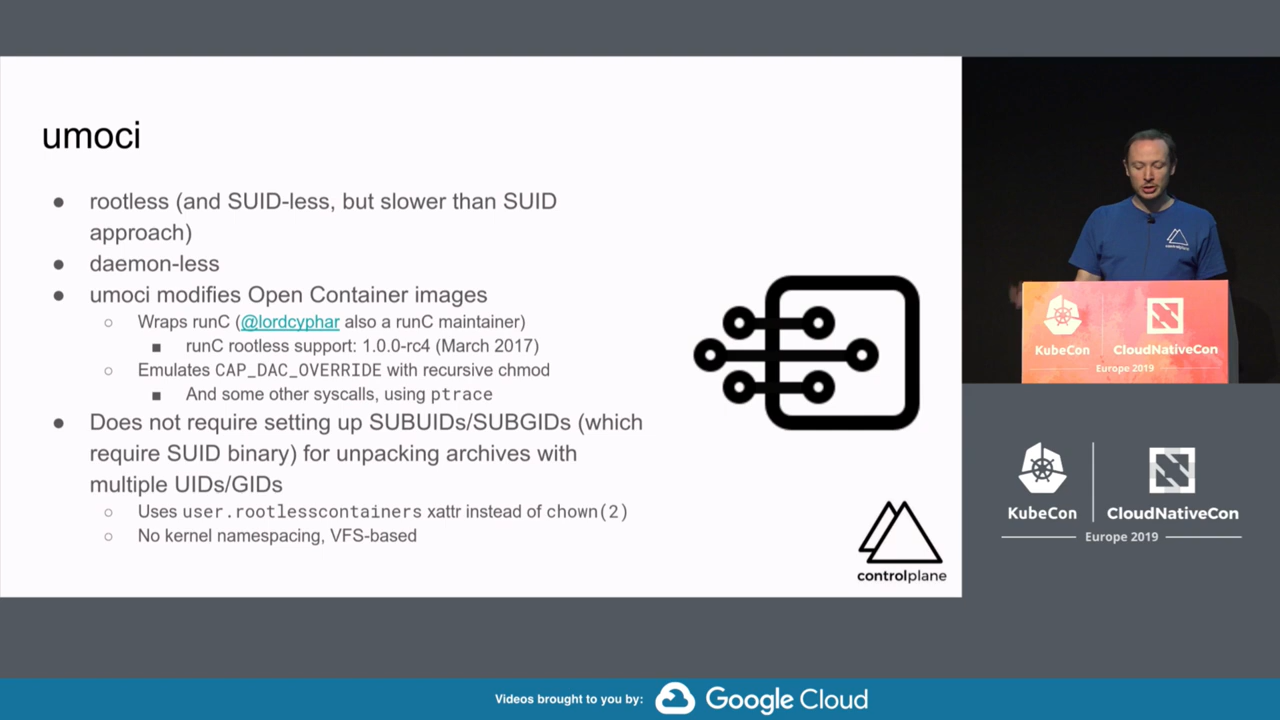 umoci
● rootless (and SUID-less, but slower than SUID
approach)
● daemon-less
● umoci modifies Open Container images
○ Wraps runC (@lordcyphar also a runC maintainer)
■ runC rootless support: 1.0.0-rc4 (March 2017)
○ Emulates CAP_DAC_OVERRIDE with recursive chmod
■ And some other syscalls, using ptrace
● Does not require setting up SUBUIDs/SUBGIDs (which
require SUID binary) for unpacking archives with
multiple UIDs/GIDs
○ Uses user.rootlesscontainers xattr instead of chown(2)
○ No kernel namespacing, VFS-based
controlplane
controlplane
KubeCon CloudNativeCon
Europe 2019
KubeCon CloudNativeCon
Europe 2019
Videos brought to you by: Google Cloud